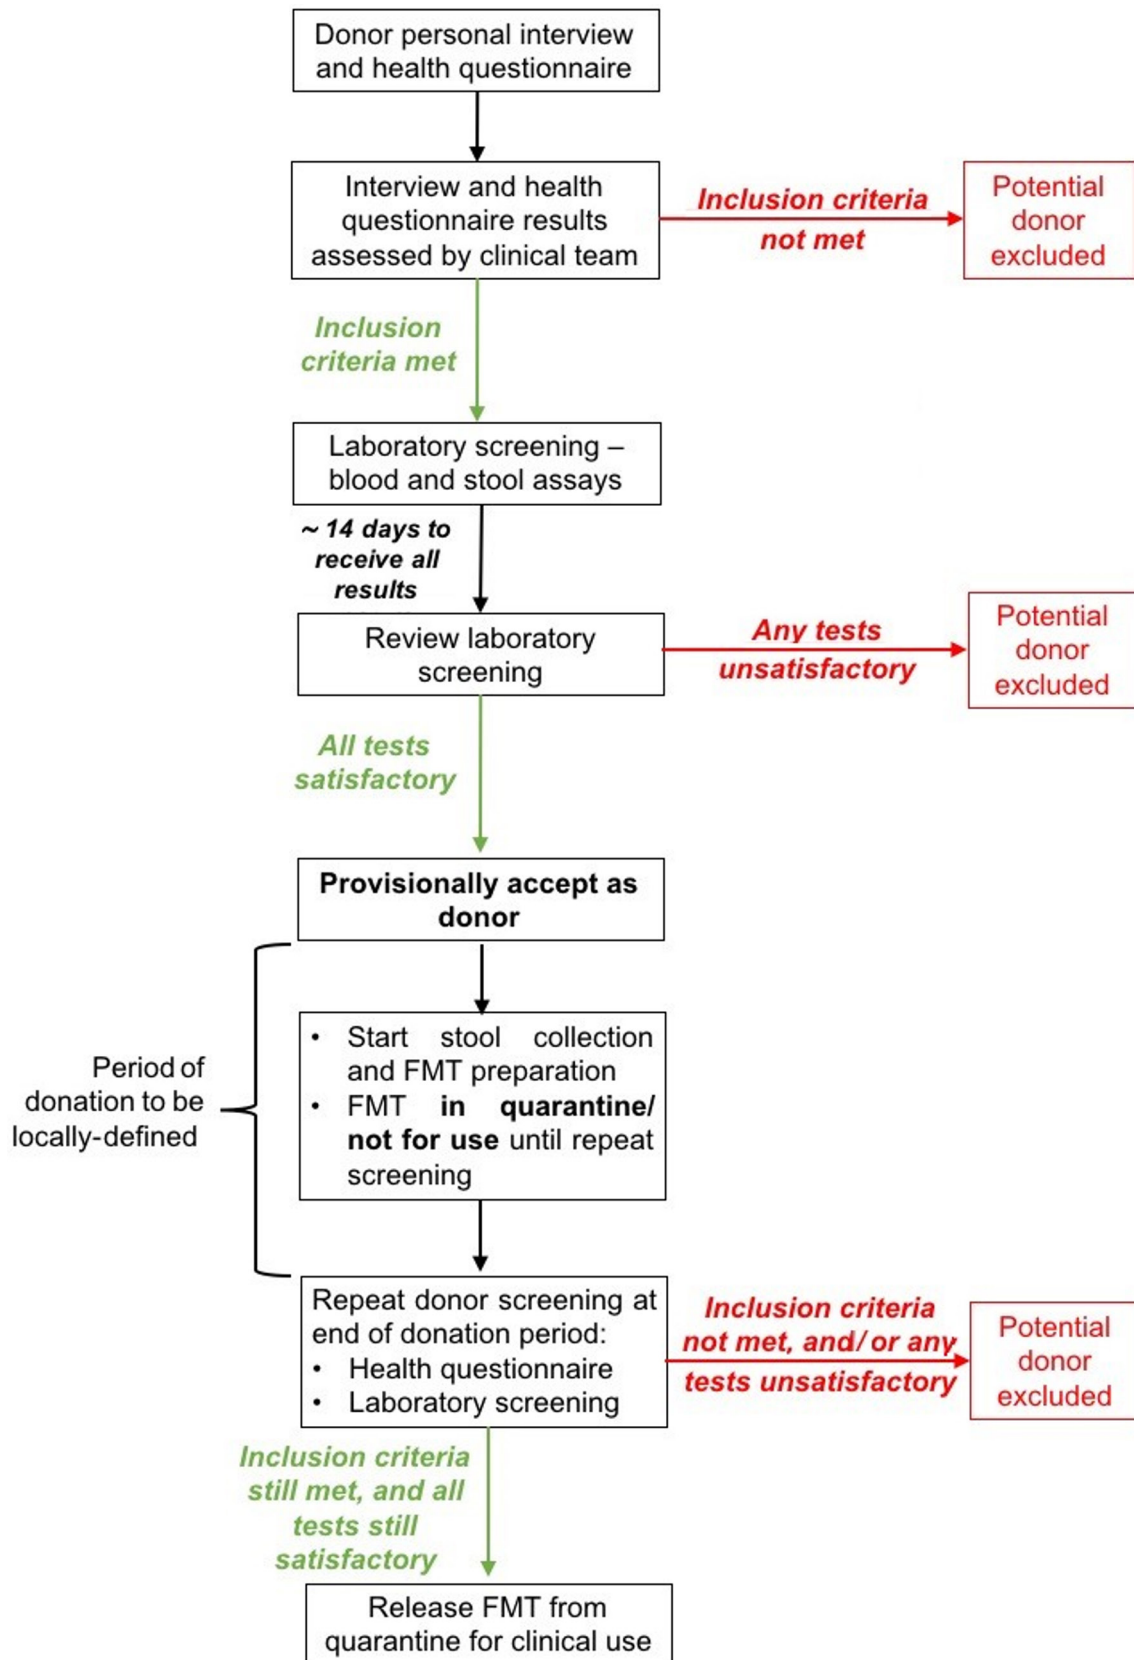 Donor personal interview
and health questionnaire
Interview and health
questionnaire results
assessed by clinical team
Inclusion criteria
not met
Potential
donor
excluded
Inclusion
criteria met
Laboratory screening –
blood and stool assays
~ 14 days to
receive all
results
Review laboratory
screening
Any tests
unsatisfactory
Potential
donor
excluded
All tests
satisfactory
Provisionally accept as
donor
Period of
donation to be
locally-defined
• Start stool collection
and FMT preparation
• FMT in quarantine/
not for use until repeat
screening
Repeat donor screening at
end of donation period:
• Health questionnaire
• Laboratory screening
Inclusion criteria
not met, and/ or any
tests unsatisfactory
Potential
donor
excluded
Inclusion criteria
still met, and all
tests still
satisfactory
Release FMT from
quarantine for clinical use